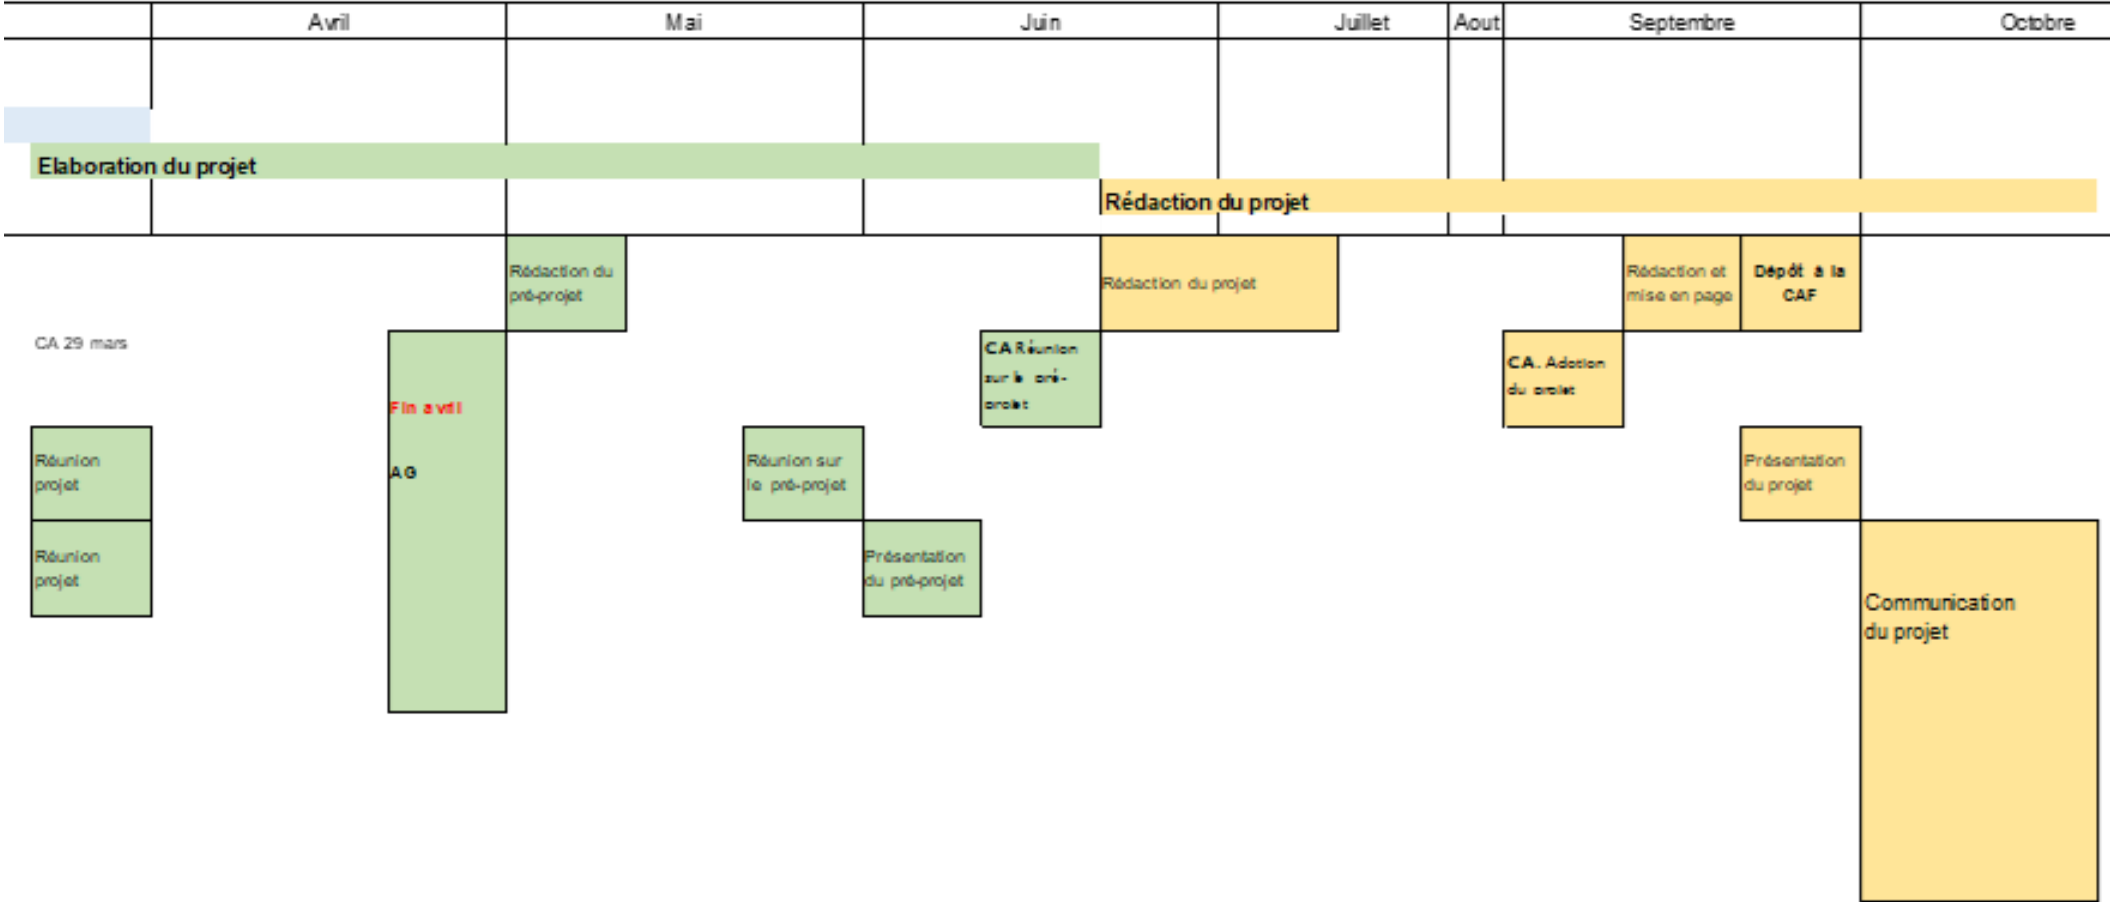 Avril Mai Juin Juillet Aout Septembre Octobre
Elaboration du projet
Rédaction du projet
Rédaction du
pré-projet
Rédaction du projet
Rédaction et
mise en page
Dépôt à la
CAF
CA 29 mars
Fin avril
AG
CA Réunion
sur le pré-
projet
CA. Adotion
du projet
Réunion
projet
Réunion sur
le pré-projet
Présentation
du projet
Réunion
projet
Présentation
du pré-projet
Communication
du projet